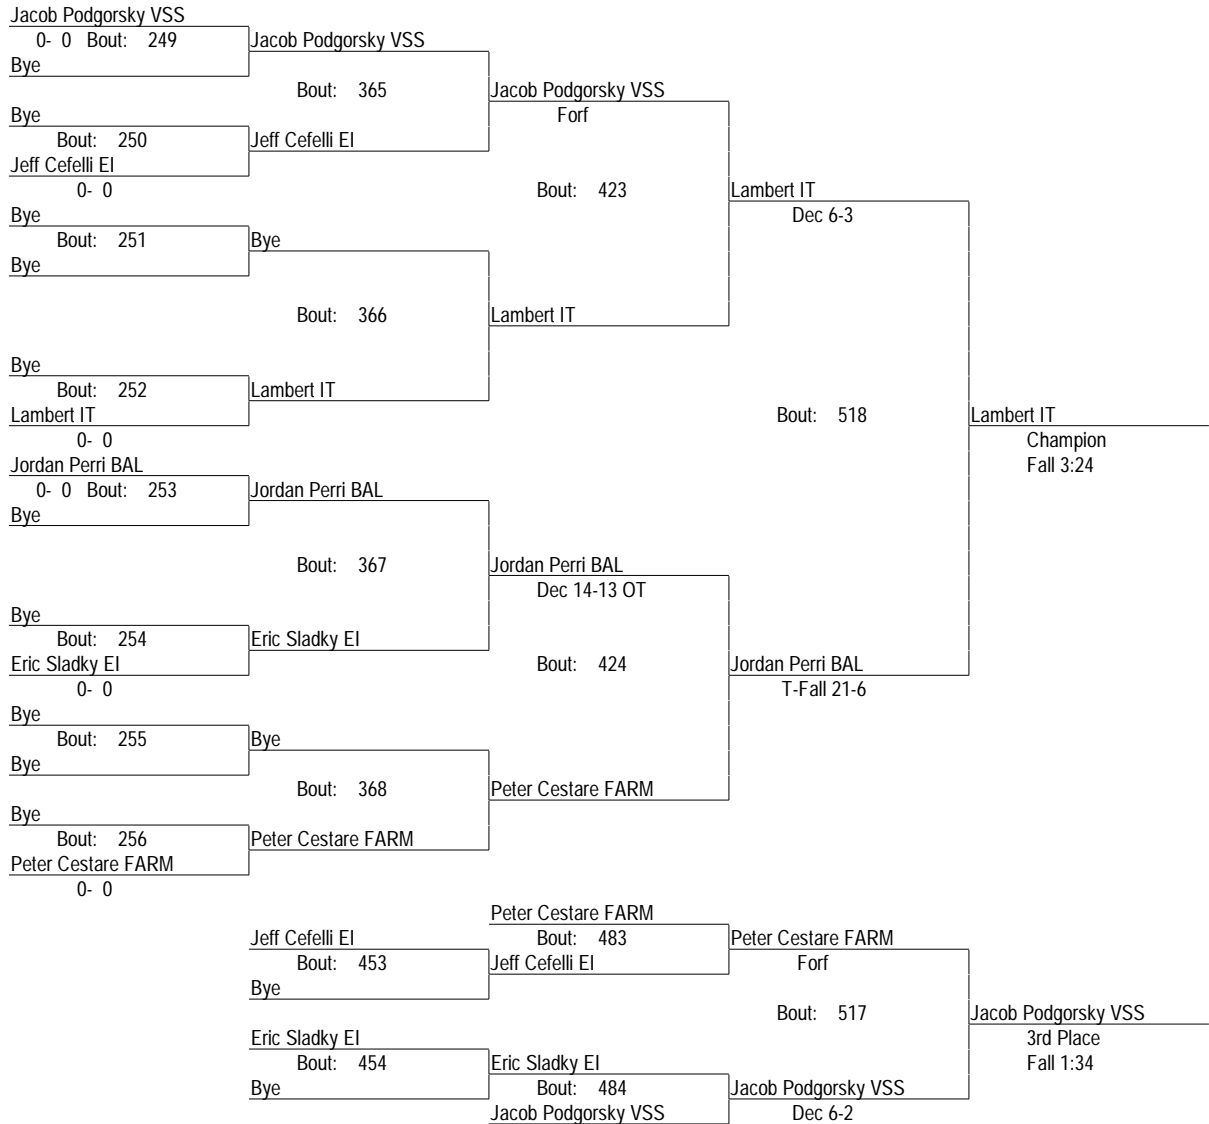 Jacob Podgorsky VSS
0- 0 Bout: 249 Jacob Podgorsky VSS
Bye
Bout: 365 Jacob Podgorsky VSS
Bye Forf
Bout: 250 Jeff Cefelli EI
Jeff Cefelli EI
0- 0 Bout: 423 Lambert IT
Bye Dec 6-3
Bout: 251 Bye
Bye
Bout: 366 Lambert IT
Bye
Bout: 252 Lambert IT
Lambert IT Bout: 518 Lambert IT
0- 0 Champion
Jordan Perri BAL Fall 3:24
0- 0 Bout: 253 Jordan Perri BAL
Bye
Bout: 367 Jordan Perri BAL
Dec 14-13 OT
Bye
Bout: 254 Eric Sladky EI
Eric Sladky EI Bout: 424 Jordan Perri BAL
0- 0 T-Fall 21-6
Bye
Bout: 255 Bye
Bye
Bout: 368 Peter Cestare FARM
Bye
Bout: 256 Peter Cestare FARM
Peter Cestare FARM
0- 0
Peter Cestare FARM
Jeff Cefelli EI Bout: 483 Peter Cestare FARM
Bout: 453 Jeff Cefelli EI Forf
Bye
Bout: 517 Jacob Podgorsky VSS
Eric Sladky EI 3rd Place
Bout: 454 Eric Sladky EI Fall 1:34
Bye Bout: 484 Jacob Podgorsky VSS
Jacob Podgorsky VSS Dec 6-2